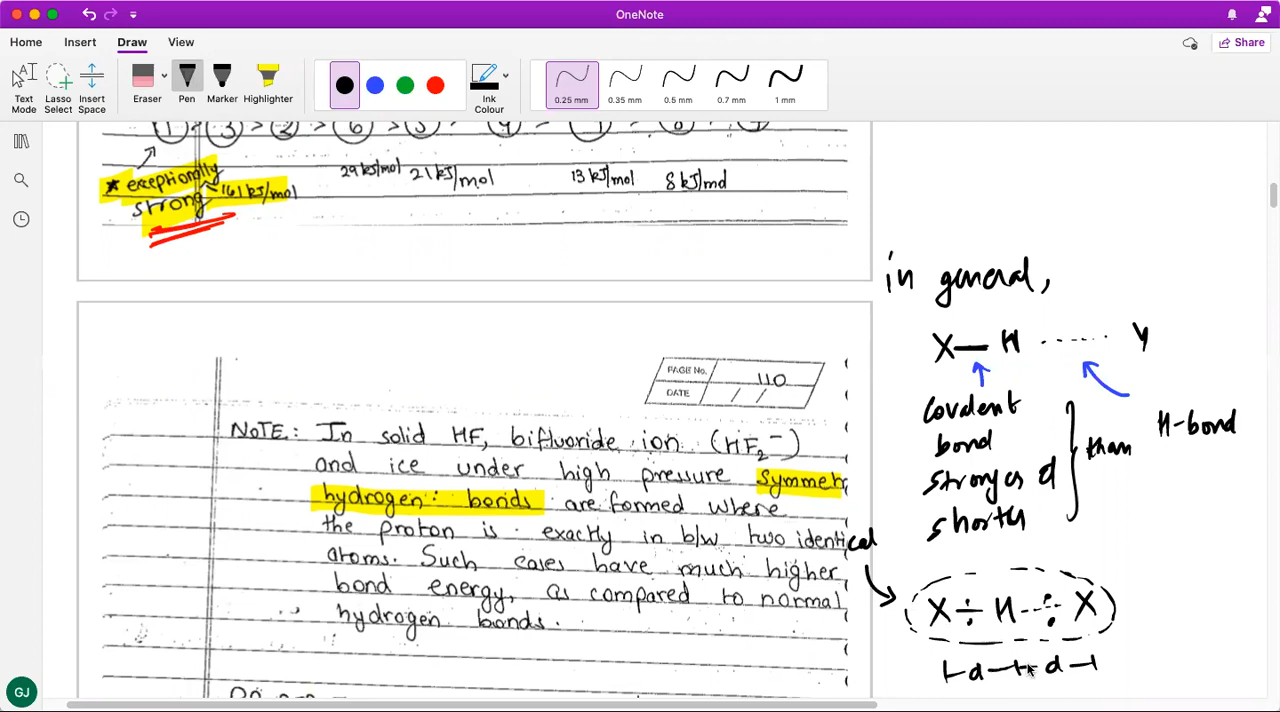 OneNote
Home Insert Draw View
Share
Text Mode
Lasso Select
Insert Space
Eraser
Pen
Marker
Highlighter
Ink Colour
0.25 mm
0.35 mm
0.5 mm
0.7 mm
1 mm
* exceptionally
strong
161 kJ/mol
29 kJ/mol 21 kJ/mol 13 kJ/mol 8 kJ/mol
PAGE No. 110
DATE / /
NOTE: In solid HF, bifluoride ion (HF2-)
and ice under high pressure symmet
hydrogen: bonds are formed where
the proton is exactly in b/w two identical
atoms. Such cases have much higher
bond energy, as compared to normal
hydrogen bonds.
in general,
X — H ...... Y
covalent
bond
stronger &
shorter
than
H-bond
X ÷ H ---÷ X
d d
GJ